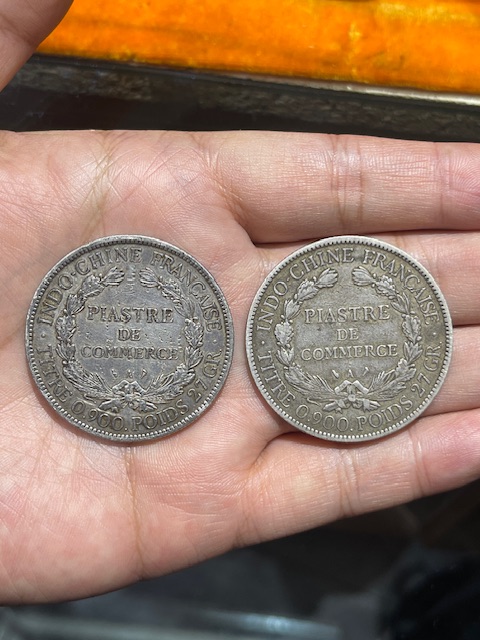 INDO-CHINE FRANÇAISE
PIASTRE
DE
COMMERCE
A
TITRE 0,900. POIDS 27 GR.
INDO-CHINE FRANÇAISE
PIASTRE
DE
COMMERCE
A
TITRE 0,900. POIDS 27 GR.